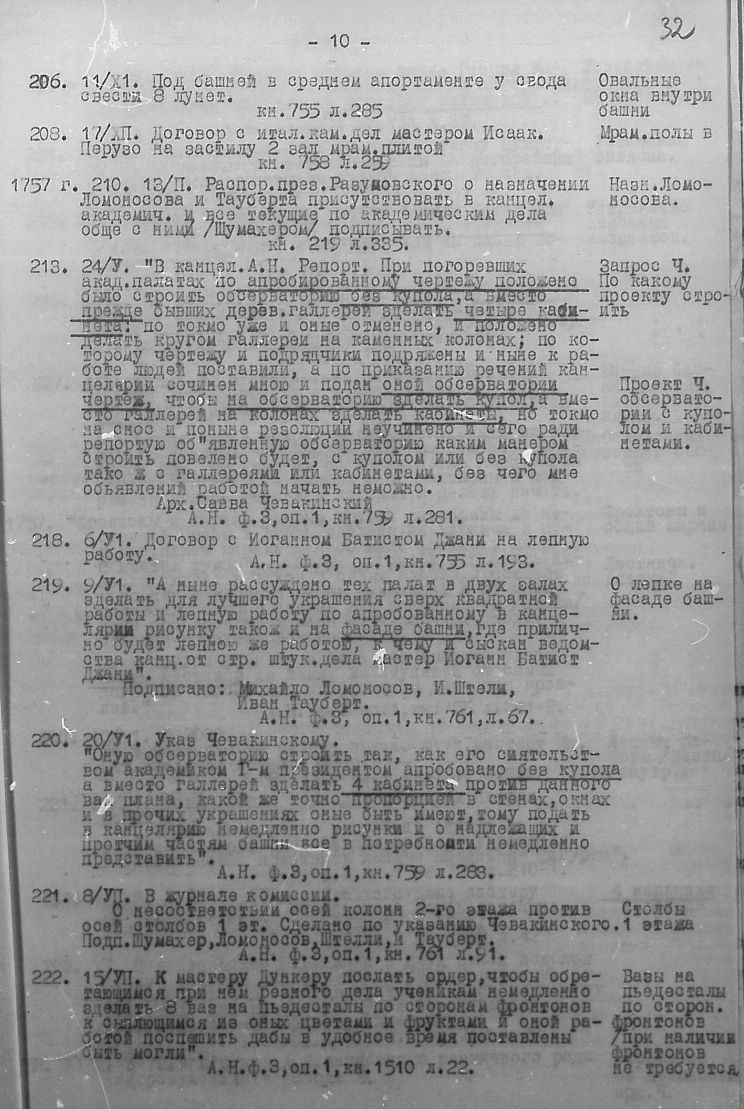 32
- 10 -
206. 11/X1. Под башней в среднем апортаменте у свода Овальные
свести 8 лунет. окна внутри
кн.755 л.285 башни
208. 17/XП. Договор с итал.кам.дел мастером Исаак. Мрам.полы в
Перузо на застилу 2 зал мрам.плитой
кн. 758 л.259
1757 г. 210. 13/П. Распор.през.Разумовского о назначении Назн.Ломо-
Ломоносова и Тауберта присутствовать в канцел. носова.
академич. и все текущие по академическим дела
обще с ними /Шумахером/ подписывать.
кн. 219 л.335.
213. 24/У. "В канцел.А.Н. Репорт. При погоревших Запрос Ч.
акад.палатах по апробированному чертежу положено По какому
было строить обсерваторию без купола,а вместо проекту стро-
прежде бывших дерев.галлерей зделать четыре каби- ить
нета: по токмо уже и оные отменено, и положено
делать кругом галлереи на каменных колонах; по ко-
торому чертежу и подрядчики подряжены и ныне к ра-
боте людей поставили, а по приказанию речений кан-
целярии сочинен мною и подан оной обсерватории Проект Ч.
чертеж, чтобы на обсерваторию зделать купол,а вме- обсервато-
сто галлерей на колонах зделать кабинеты, но токмо рии с купо-
на снос и поныне резолюции неучинено и сего ради лом и каби-
репортую об"явленную обсерваторию каким манером нетами.
строить повелено будет, с куполом или без купола
тако ж с галлереями или кабинетами, без чего мне
объявлений работой начать неможно.
Арх.Савва Чевакинский
А.Н. ф.3,оп.1,кн.759 л.281.
218. 6/У1. Договор с Иоганном Батистом Джани на лепную
работу. А.Н. ф.3, оп.1,кн.755 л.193.
219. 9/У1. "А ныне рассуждено тех палат в двух залах О лепке на
зделать для лучшего украшения сверх квадратной фасаде баш-
работы и лепную работу по апробованному в канце- ни.
лярии рисунку також и на фасаде башни,где прилич-
но будет лепною же работою, к чему и сыскан ведом-
ства канц.от стр. штук.дела мастер Иоганн Батист
Джани".
Подписано: Михайло Ломоносов, И.Штели,
Иван Тауберт.
А.Н. ф.3, оп.1,кн.761,л.67.
220. 20/У1. Указ Чевакинскому.
"Оную обсерваторию строить так, как его сиятельст-
вом академиком Г-м президентом апробовано без купола
а вместо галлерей зделать 4 кабинета против данного
вам плана, какой же точно пропорцией в стенах,окнах
и в прочих украшениях оные быть имеют,тому подать
в канцелярию немедленно рисунки и о надлежащих и
протчим частям башни все в потребности немедленно
представить".
А.Н. ф.3,оп.1,кн.759 л.283.
221. 8/УП. В журнале комиссии.
О несоответствии осей колонн 2-го этажа против Столбы
осей столбов 1 эт. Сделано по указанию Чевакинского. 1 этажа
Подп.Шумахер,Ломоносов,Штелли,и Тауберт.
А.Н. ф.3,оп.1,кн.761 л.91.
222. 15/УП. К мастеру Дункеру послать ордер,чтобы обре- Вазы на
тающимся при нем резного дела ученикам немедленно пьедесталы
зделать 8 ваз на пьедесталы по сторонам фронтонов по сторон.
к сыплющимся из оных цветами и фруктами и оной ра- фронтонов
ботой поспешить дабы в удобное время поставлены /при наличии
быть могли". фронтонов
А.Н.ф.3,оп.1,кн.1510 л.22. не требуется